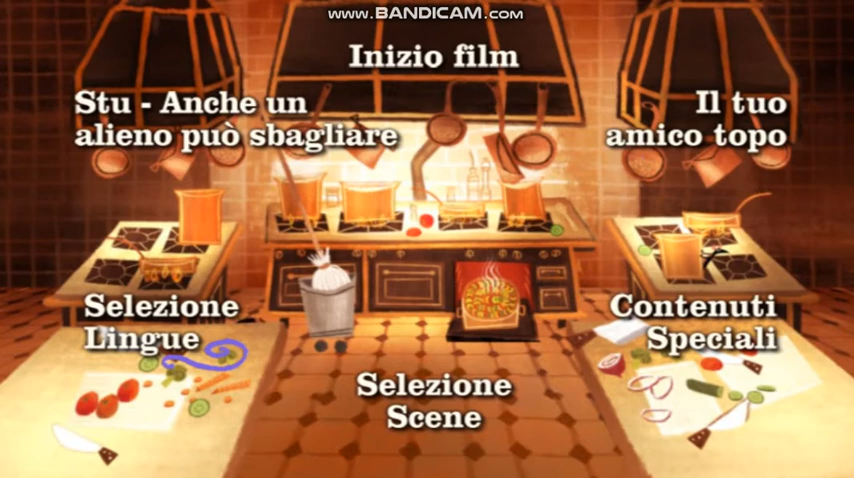 www.BANDICAM.com
Inizio film
Stu - Anche un
alieno può sbagliare
Il tuo
amico topo
Selezione
Lingue
Contenuti
Speciali
Selezione
Scene